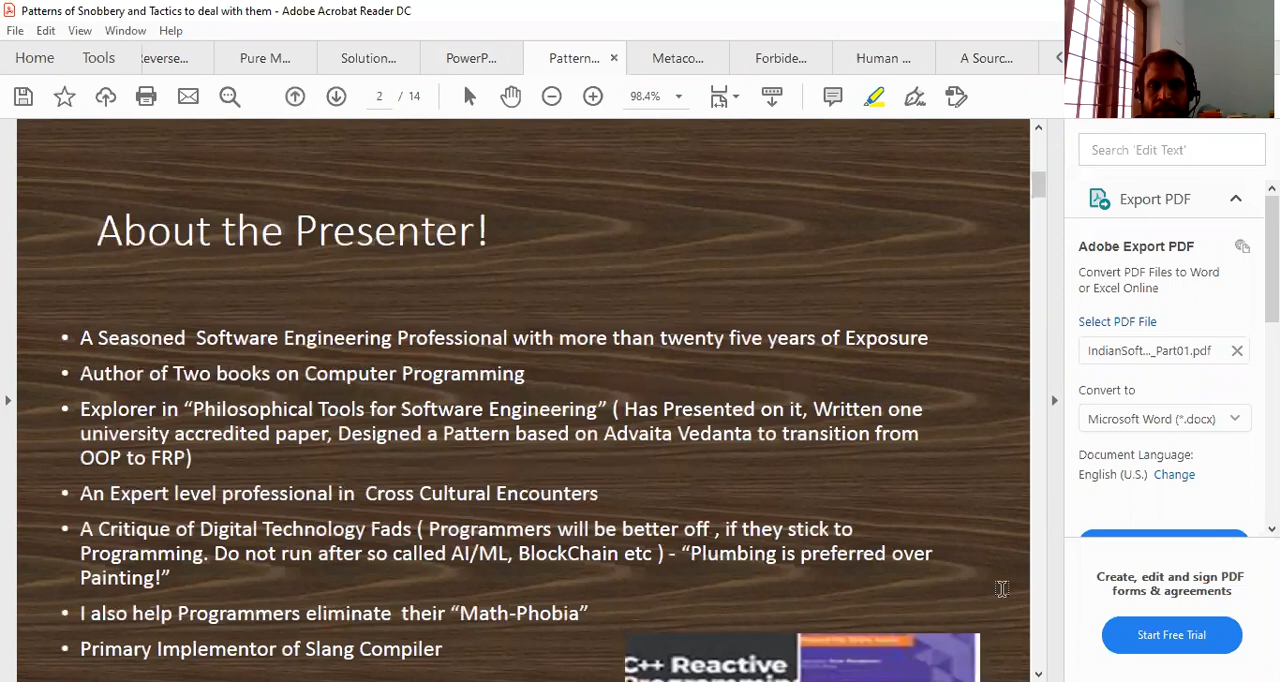 Patterns of Snobbery and Tactics to deal with them - Adobe Acrobat Reader DC
File Edit View Window Help
Home Tools everse... Pure M... Solution... PowerP... Pattern... × Metaco... Forbide... Human ... A Sourc...
2 / 14 98.4%
Search 'Edit Text'
Export PDF
Adobe Export PDF
Convert PDF Files to Word
or Excel Online
Select PDF File
IndianSoft..._Part01.pdf
Convert to
Microsoft Word (*.docx)
Document Language:
English (U.S.) Change
Create, edit and sign PDF
forms & agreements
Start Free Trial
About the Presenter!
• A Seasoned Software Engineering Professional with more than twenty five years of Exposure
• Author of Two books on Computer Programming
• Explorer in “Philosophical Tools for Software Engineering” ( Has Presented on it, Written one
university accredited paper, Designed a Pattern based on Advaita Vedanta to transition from
OOP to FRP)
• An Expert level professional in Cross Cultural Encounters
• A Critique of Digital Technology Fads ( Programmers will be better off , if they stick to
Programming. Do not run after so called AI/ML, BlockChain etc ) - “Plumbing is preferred over
Painting!”
• I also help Programmers eliminate their “Math-Phobia”
• Primary Implementor of Slang Compiler
C++ Reactive